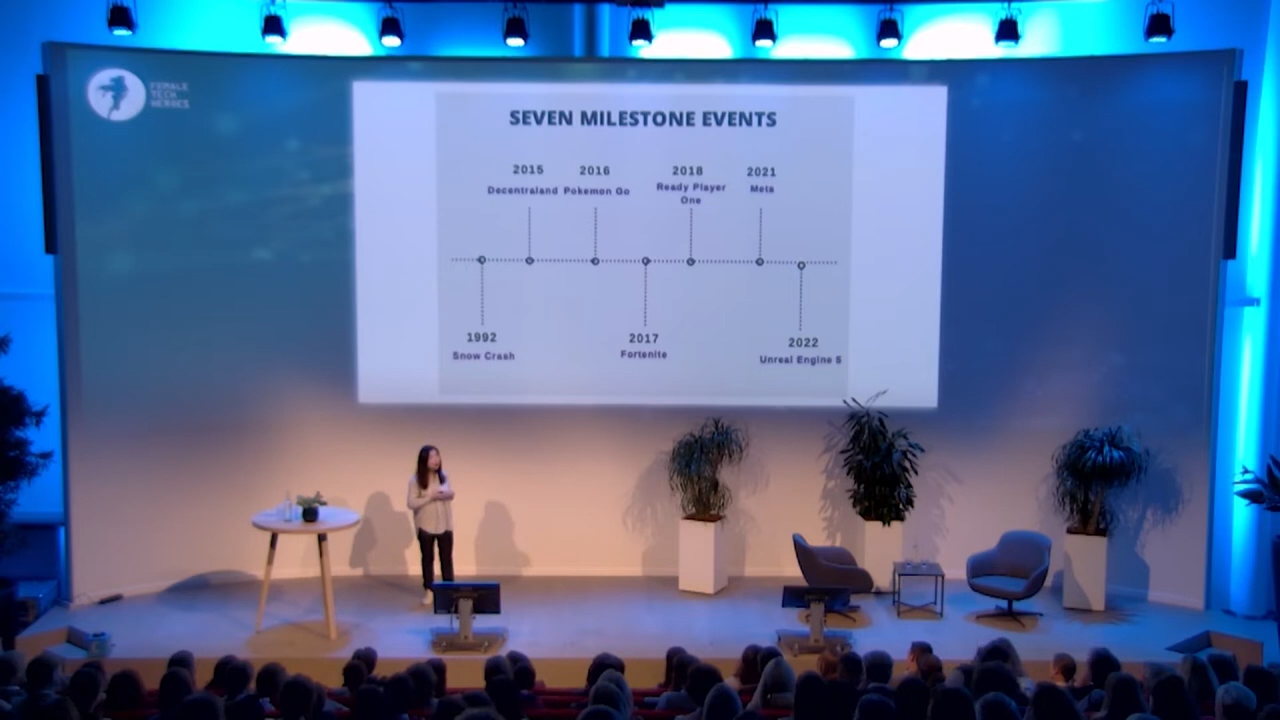 FEMALE
TECH
HEROES
SEVEN MILESTONE EVENTS
2015
Decentraland
2016
Pokemon Go
2018
Ready Player
One
2021
Meta
1992
Snow Crash
2017
Fortenite
2022
Unreal Engine 5